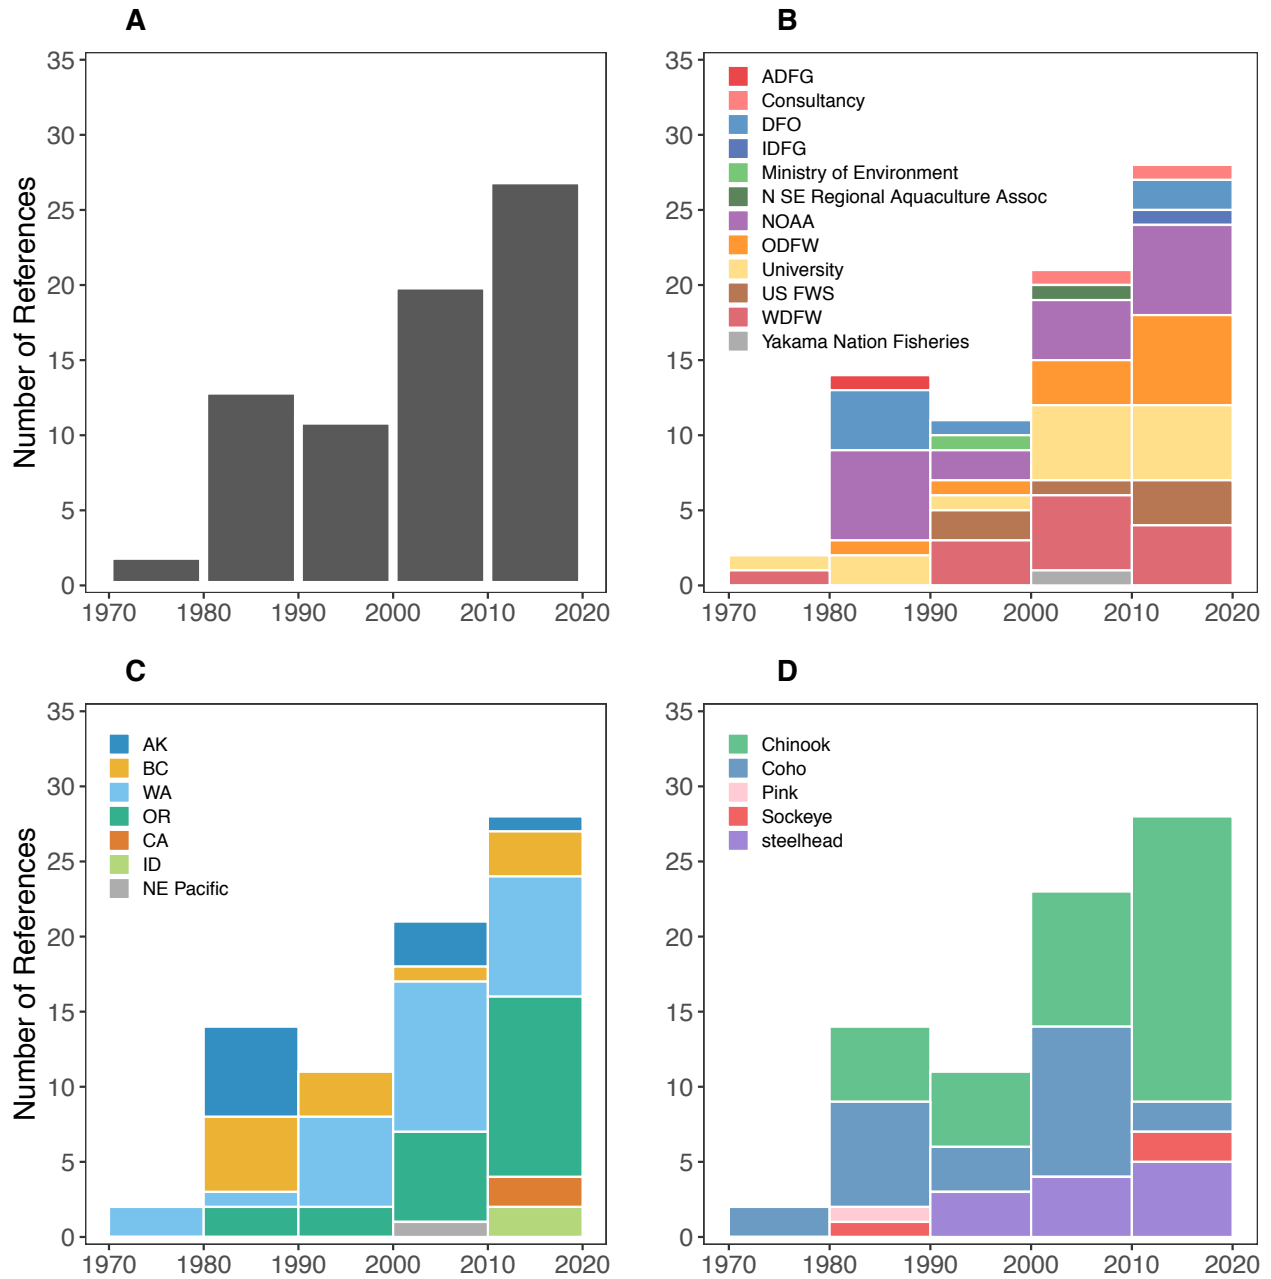 A
Number of References
35
30
25
20
15
10
5
0
1970 1980 1990 2000 2010 2020
B
35
30
25
20
15
10
5
0
ADFG
Consultancy
DFO
IDFG
Ministry of Environment
N SE Regional Aquaculture Assoc
NOAA
ODFW
University
US FWS
WDFW
Yakama Nation Fisheries
1970 1980 1990 2000 2010 2020
C
Number of References
35
30
25
20
15
10
5
0
AK
BC
WA
OR
CA
ID
NE Pacific
1970 1980 1990 2000 2010 2020
D
35
30
25
20
15
10
5
0
Chinook
Coho
Pink
Sockeye
steelhead
1970 1980 1990 2000 2010 2020